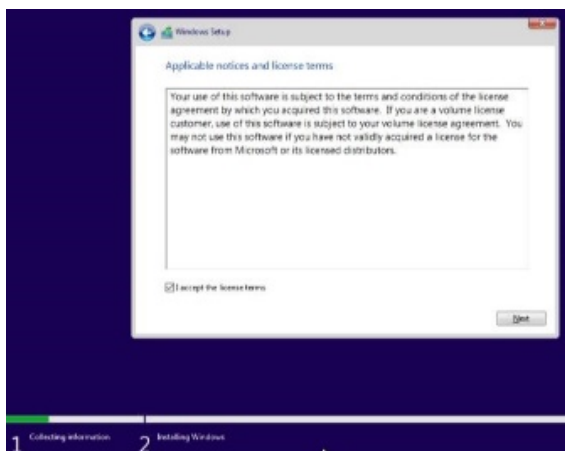 Windows Setup
Applicable notices and license terms
Your use of this software is subject to the terms and conditions of the license
agreement by which you acquired this software. If you are a volume license
customer, use of this software is subject to your volume license agreement. You
may not use this software if you have not validly acquired a license for the
software from Microsoft or its licensed distributors.
I accept the license terms
Next
1 Collecting information
2 Installing Windows